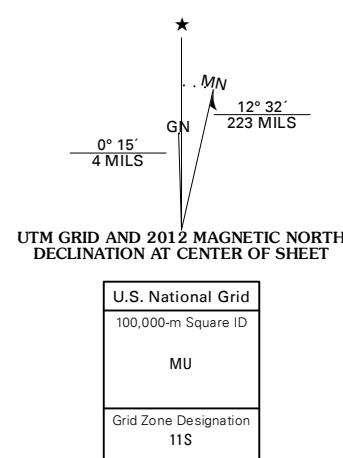 ★
MN
GN
12° 32´
223 MILS
0° 15´
4 MILS
UTM GRID AND 2012 MAGNETIC NORTH
DECLINATION AT CENTER OF SHEET
U.S. National Grid
100,000-m Square ID
MU
Grid Zone Designation
11S